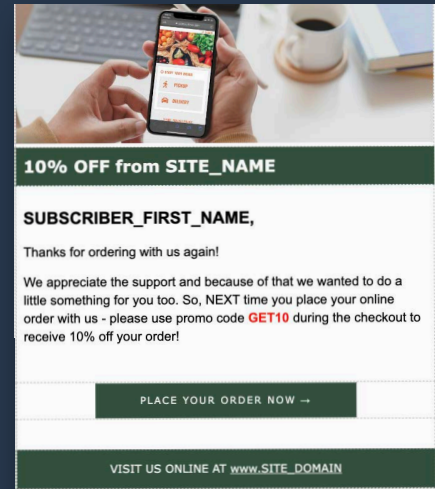 PICKUP
DELIVERY
10% OFF from SITE_NAME
SUBSCRIBER_FIRST_NAME,
Thanks for ordering with us again!
We appreciate the support and because of that we wanted to do a
little something for you too. So, NEXT time you place your online
order with us - please use promo code GET10 during the checkout to
receive 10% off your order!
PLACE YOUR ORDER NOW →
VISIT US ONLINE AT www.SITE_DOMAIN